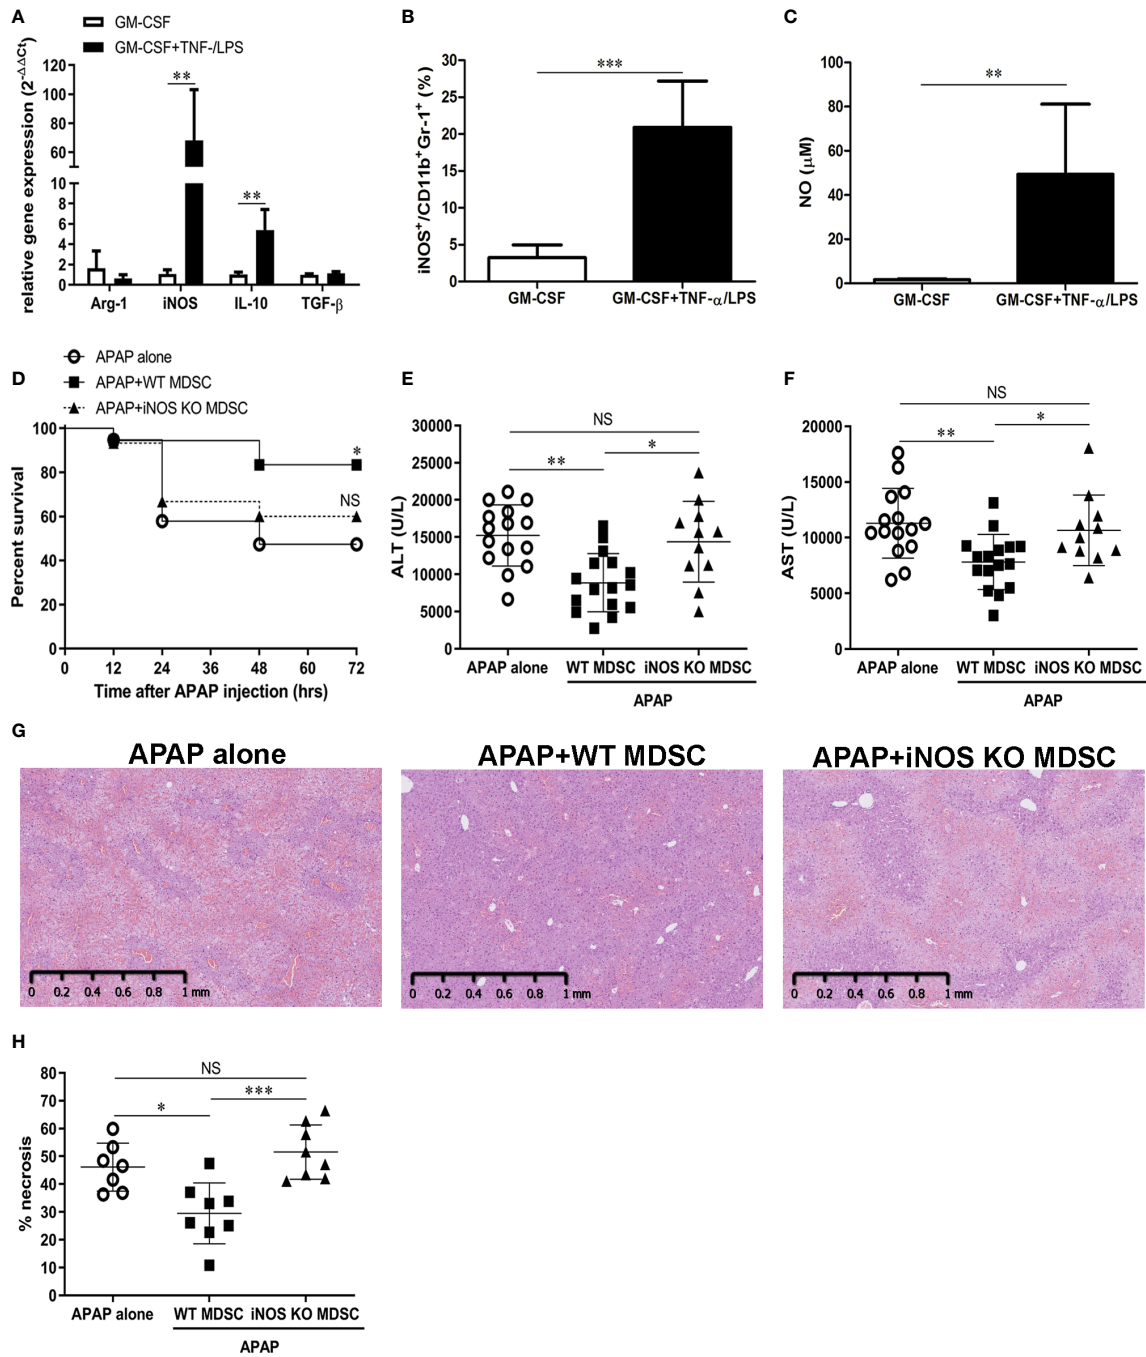 A
GM-CSF
GM-CSF+TNF-/LPS
relative gene expression (2^-ΔΔCt)
120
100
80
60
10
8
6
4
2
0
**
**
Arg-1 iNOS IL-10 TGF-β
B
iNOS+/CD11b+Gr-1+ (%)
30
25
20
15
10
5
0
***
GM-CSF GM-CSF+TNF-α/LPS
C
NO (μM)
100
80
60
40
20
0
**
GM-CSF GM-CSF+TNF-α/LPS
D
APAP alone
APAP+WT MDSC
APAP+iNOS KO MDSC
Percent survival
100
80
60
40
20
0
*
NS
0 12 24 36 48 60 72
Time after APAP injection (hrs)
E
ALT (U/L)
30000
25000
20000
15000
10000
5000
0
NS
**
*
APAP alone WT MDSC iNOS KO MDSC
APAP
F
AST (U/L)
20000
15000
10000
5000
0
NS
**
*
APAP alone WT MDSC iNOS KO MDSC
APAP
G
APAP alone
0 0.2 0.4 0.6 0.8 1 mm
APAP+WT MDSC
0 0.2 0.4 0.6 0.8 1 mm
APAP+iNOS KO MDSC
0 0.2 0.4 0.6 0.8 1 mm
H
% necrosis
80
70
60
50
40
30
20
10
0
NS
*
***
APAP alone WT MDSC iNOS KO MDSC
APAP